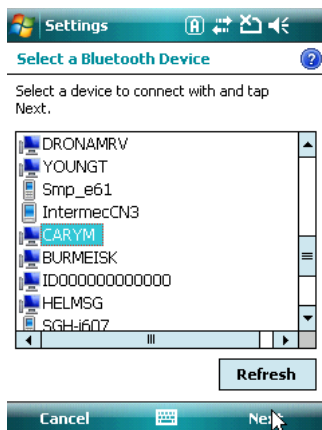 Settings
Select a Bluetooth Device
Select a device to connect with and tap
Next.
DRONAMRV
YOUNGT
Smp_e61
IntermecCN3
CARYM
BURMEISK
ID000000000000
HELMSG
SGH-i607
Refresh
Cancel
Next